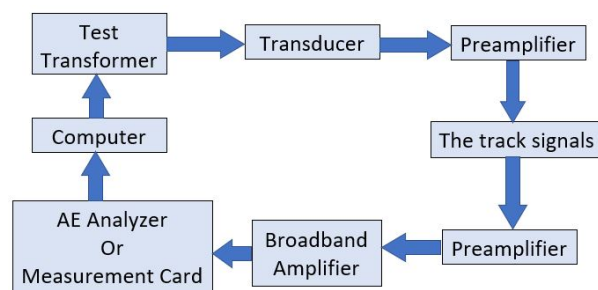 Test
Transformer
Transducer
Preamplifier
Computer
The track signals
AE Analyzer
Or
Measurement Card
Broadband
Amplifier
Preamplifier